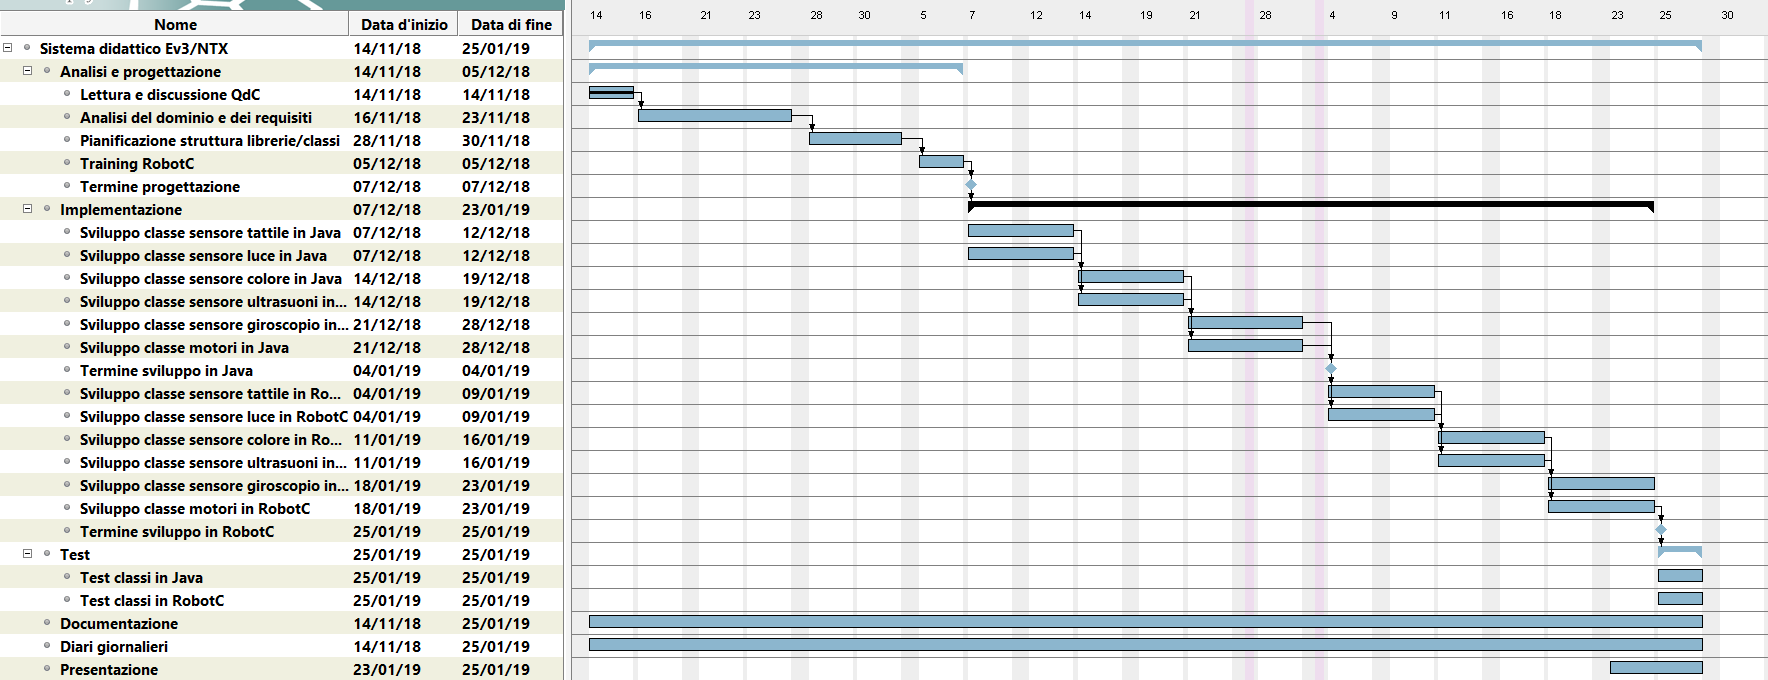 Nome Data d'inizio Data di fine
14 16 21 23 28 30 5 7 12 14 19 21 28 4 9 11 16 18 23 25 30
Sistema didattico Ev3/NTX 14/11/18 25/01/19
Analisi e progettazione 14/11/18 05/12/18
Lettura e discussione QdC 14/11/18 14/11/18
Analisi del dominio e dei requisiti 16/11/18 23/11/18
Pianificazione struttura librerie/classi 28/11/18 30/11/18
Training RobotC 05/12/18 05/12/18
Termine progettazione 07/12/18 07/12/18
Implementazione 07/12/18 23/01/19
Sviluppo classe sensore tattile in Java 07/12/18 12/12/18
Sviluppo classe sensore luce in Java 07/12/18 12/12/18
Sviluppo classe sensore colore in Java 14/12/18 19/12/18
Sviluppo classe sensore ultrasuoni in... 14/12/18 19/12/18
Sviluppo classe sensore giroscopio in... 21/12/18 28/12/18
Sviluppo classe motori in Java 21/12/18 28/12/18
Termine sviluppo in Java 04/01/19 04/01/19
Sviluppo classe sensore tattile in Ro... 04/01/19 09/01/19
Sviluppo classe sensore luce in RobotC 04/01/19 09/01/19
Sviluppo classe sensore colore in Ro... 11/01/19 16/01/19
Sviluppo classe sensore ultrasuoni in... 11/01/19 16/01/19
Sviluppo classe sensore giroscopio in... 18/01/19 23/01/19
Sviluppo classe motori in RobotC 18/01/19 23/01/19
Termine sviluppo in RobotC 25/01/19 25/01/19
Test 25/01/19 25/01/19
Test classi in Java 25/01/19 25/01/19
Test classi in RobotC 25/01/19 25/01/19
Documentazione 14/11/18 25/01/19
Diari giornalieri 14/11/18 25/01/19
Presentazione 23/01/19 25/01/19